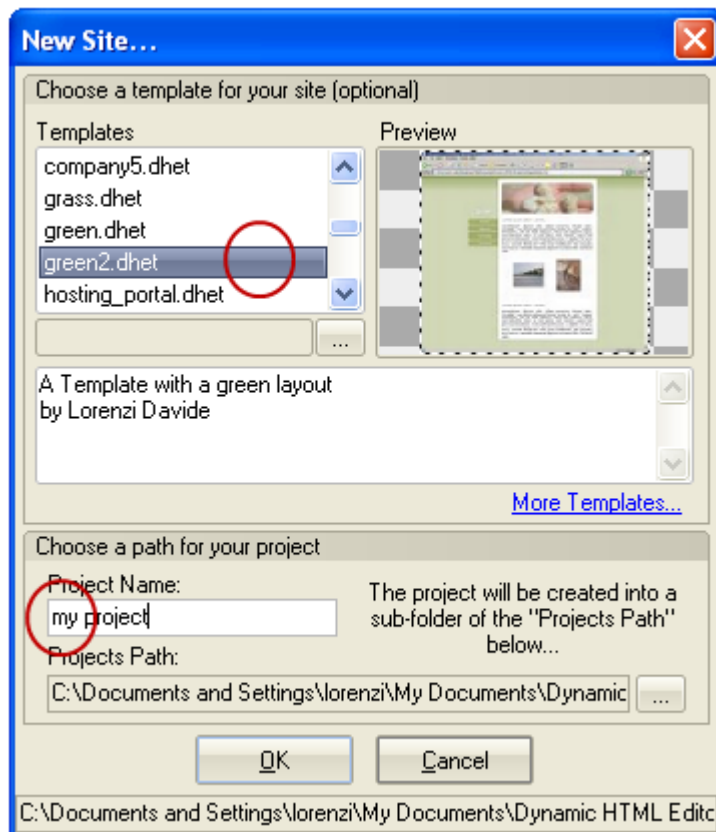 New Site...
Choose a template for your site (optional)
Templates
Preview
company5.dhet
grass.dhet
green.dhet
green2.dhet
hosting_portal.dhet
...
A Template with a green layout
by Lorenzi Davide
More Templates...
Choose a path for your project
Project Name:
my project
The project will be created into a
sub-folder of the "Projects Path"
below...
Projects Path:
C:\Documents and Settings\lorenzi\My Documents\Dynamic
...
OK
Cancel
C:\Documents and Settings\lorenzi\My Documents\Dynamic HTML Editc